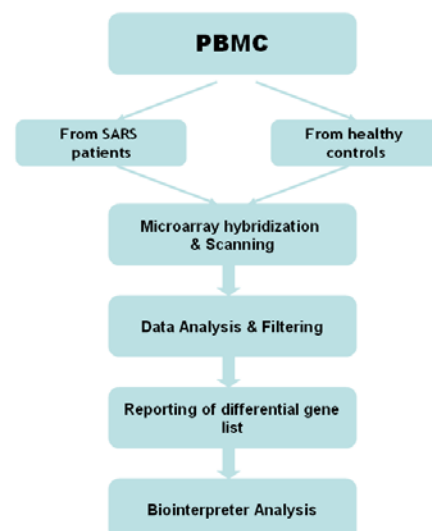 PBMC
From SARS
patients
From healthy
controls
Microarray hybridization
& Scanning
Data Analysis & Filtering
Reporting of differential gene
list
Biointerpreter Analysis